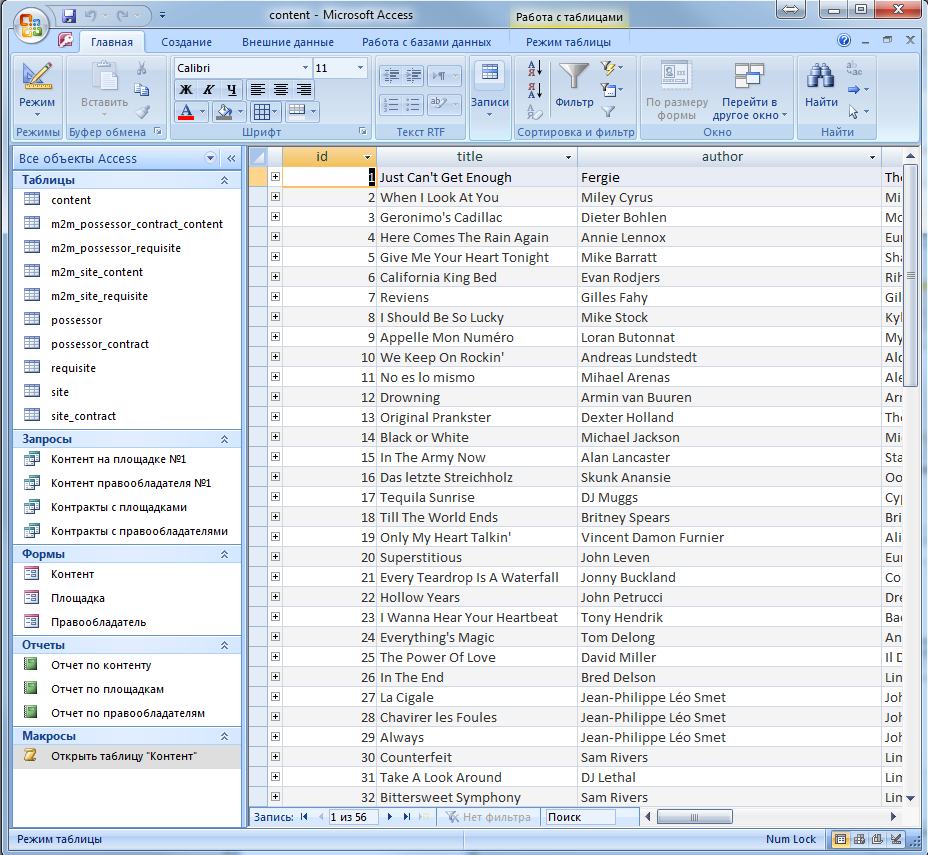 content - Microsoft Access
Работа с таблицами
Главная Создание Внешние данные Работа с базами данных Режим таблицы
Calibri 11
Ж К Ч
Режим Вставить Записи Фильтр По размеру формы Перейти в другое окно Найти
Режимы Буфер обмена Шрифт Текст RTF Сортировка и фильтр Окно Найти
Все объекты Access
Таблицы
content
m2m_possessor_contract_content
m2m_possessor_requisite
m2m_site_content
m2m_site_requisite
possessor
possessor_contract
requisite
site
site_contract
Запросы
Контент на площадке №1
Контент правообладателя №1
Контракты с площадками
Контракты с правообладателями
Формы
Контент
Площадка
Правообладатель
Отчеты
Отчет по контенту
Отчет по площадкам
Отчет по правообладателям
Макросы
Открыть таблицу "Контент"
id title author
1 Just Can't Get Enough Fergie The
2 When I Look At You Miley Cyrus Mi
3 Geronimo's Cadillac Dieter Bohlen Mo
4 Here Comes The Rain Again Annie Lennox Eur
5 Give Me Your Heart Tonight Mike Barratt Sha
6 California King Bed Evan Rodjers Rih
7 Reviens Gilles Fahy Gil
8 I Should Be So Lucky Mike Stock Kyl
9 Appelle Mon Numéro Loran Butonnat My
10 We Keep On Rockin' Andreas Lundstedt Alc
11 No es lo mismo Mihael Arenas Ale
12 Drowning Armin van Buuren Arr
13 Original Prankster Dexter Holland The
14 Black or White Michael Jackson Mi
15 In The Army Now Alan Lancaster Sta
16 Das letzte Streichholz Skunk Anansie Oo
17 Tequila Sunrise DJ Muggs Cyp
18 Till The World Ends Britney Spears Bri
19 Only My Heart Talkin' Vincent Damon Furnier Ali
20 Superstitious John Leven Eur
21 Every Teardrop Is A Waterfall Jonny Buckland Co
22 Hollow Years John Petrucci Dre
23 I Wanna Hear Your Heartbeat Tony Hendrik Bac
24 Everything's Magic Tom Delong An
25 The Power Of Love David Miller Il D
26 In The End Bred Delson Lin
27 La Cigale Jean-Philippe Léo Smet Joh
28 Chavirer les Foules Jean-Philippe Léo Smet Joh
29 Always Jean-Philippe Léo Smet Joh
30 Counterfeit Sam Rivers Lim
31 Take A Look Around DJ Lethal Lim
32 Bittersweet Symphony Sam Rivers Lim
Запись: 1 из 56 Нет фильтра Поиск
Режим таблицы Num Lock